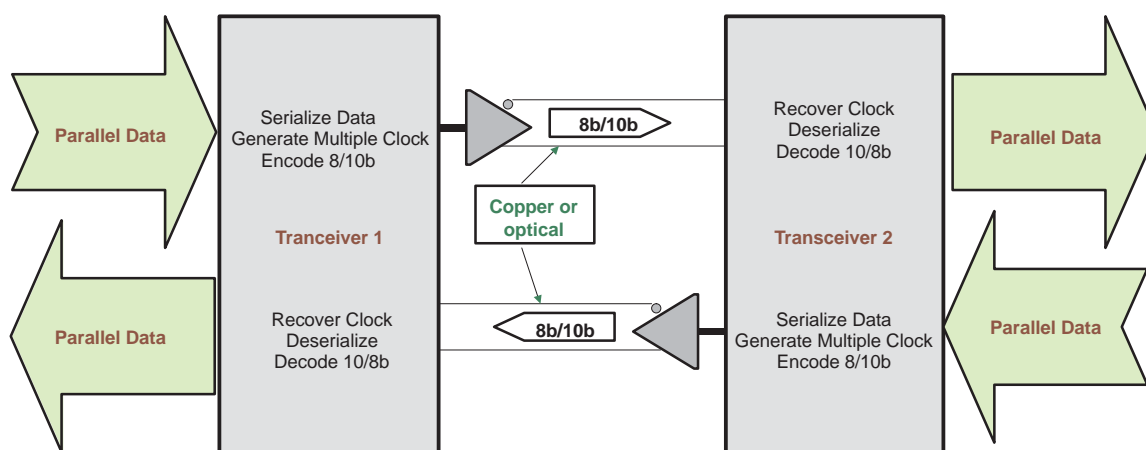 Parallel Data
Serialize Data
Generate Multiple Clock
Encode 8/10b
8b/10b
Recover Clock
Deserialize
Decode 10/8b
Parallel Data
Copper or
optical
Tranceiver 1
Transceiver 2
Parallel Data
Recover Clock
Deserialize
Decode 10/8b
8b/10b
Serialize Data
Generate Multiple Clock
Encode 8/10b
Parallel Data